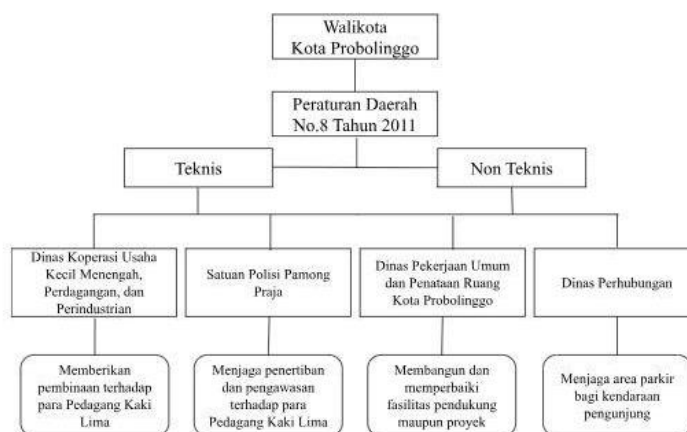 Walikota
Kota Probolinggo
Peraturan Daerah
No.8 Tahun 2011
Teknis
Non Teknis
Dinas Koperasi Usaha
Kecil Menengah,
Perdagangan, dan
Perindustrian
Satuan Polisi Pamong
Praja
Dinas Pekerjaan Umum
dan Penataan Ruang
Kota Probolinggo
Dinas Perhubungan
Memberikan
pembinaan terhadap
para Pedagang Kaki
Lima
Menjaga penertiban
dan pengawasan
terhadap para
Pedagang Kaki Lima
Membangun dan
memperbaiki
fasilitas pendukung
maupun proyek
Menjaga area parkir
bagi kendaraan
pengunjung